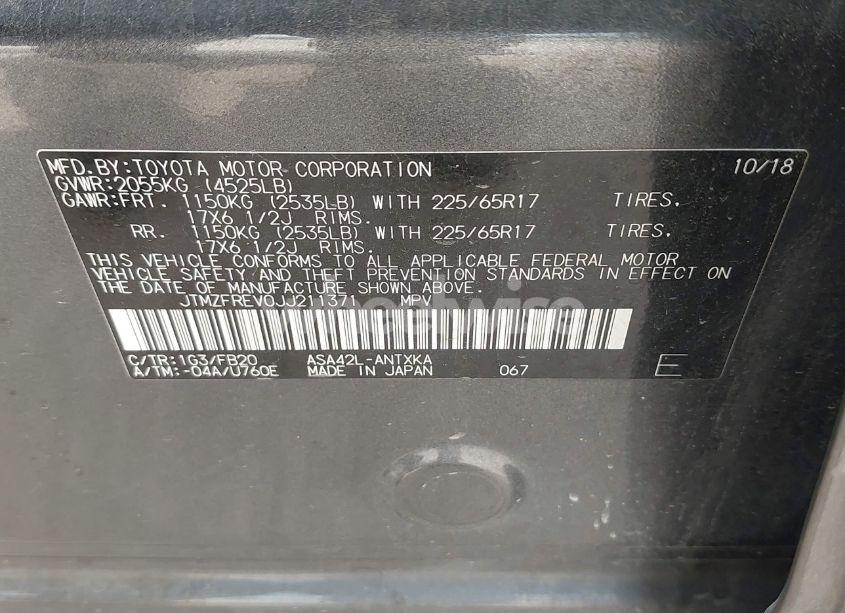 MFD. BY:TOYOTA MOTOR CORPORATION 10/18
GVWR:2055KG (4525LB)
GAWR:FRT. 1150KG (2535LB) WITH 225/65R17 TIRES.
17X6 1/2J RIMS.
RR. 1150KG (2535LB) WITH 225/65R17 TIRES.
17X6 1/2J RIMS.
THIS VEHICLE CONFORMS TO ALL APPLICABLE FEDERAL MOTOR
VEHICLE SAFETY AND THEFT PREVENTION STANDARDS IN EFFECT ON
THE DATE OF MANUFACTURE SHOWN ABOVE.
JTMZFREV0JJ211371 MPV
C/TR:1G3/FB20 ASA42L-ANTXKA
A/TM:-04A/U760E MADE IN JAPAN 067 E